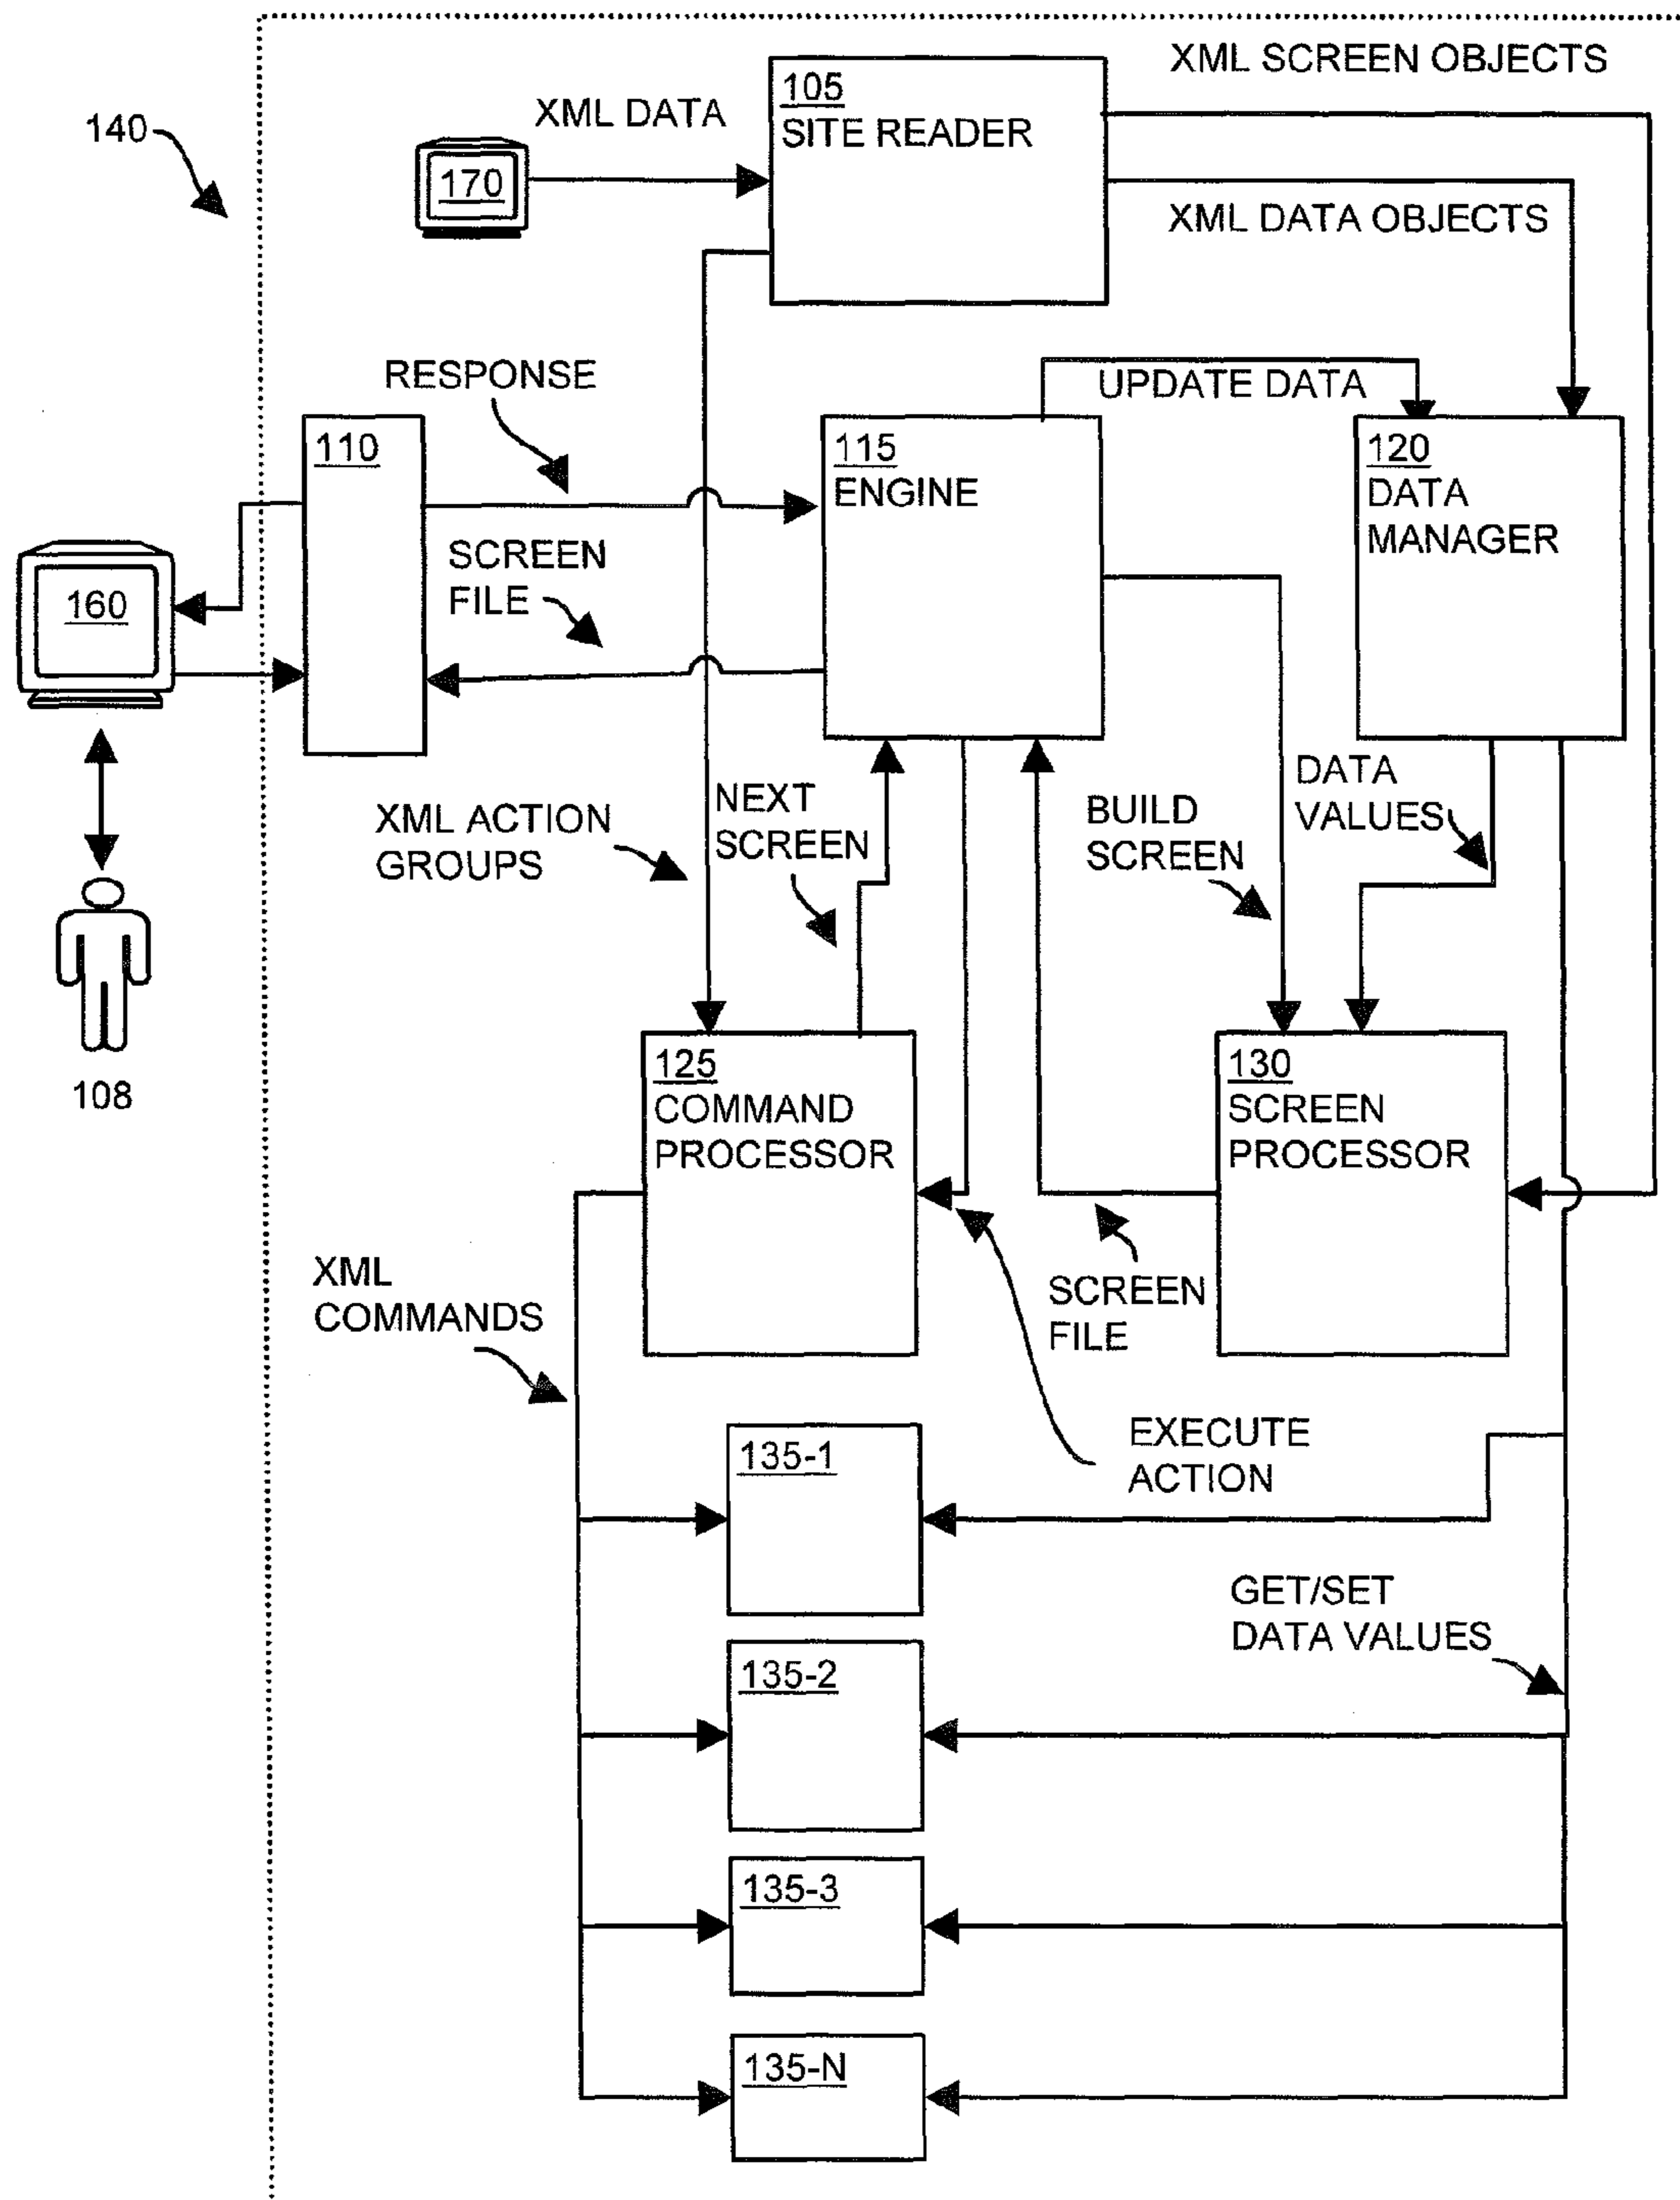 XML SCREEN OBJECTS
105
SITE READER
XML DATA
140
170
XML DATA OBJECTS
RESPONSE
UPDATE DATA
110
115
ENGINE
120
DATA
MANAGER
SCREEN
FILE
160
DATA
VALUES
NEXT
SCREEN
BUILD
SCREEN
XML ACTION
GROUPS
108
125
COMMAND
PROCESSOR
130
SCREEN
PROCESSOR
XML
COMMANDS
SCREEN
FILE
EXECUTE
ACTION
135-1
GET/SET
DATA VALUES
135-2
135-3
135-N